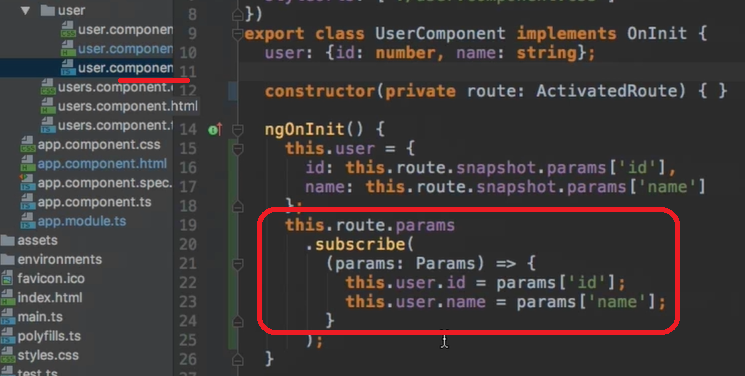 user
user.componen
user.componen
user.componen
users.component.
users.component.html
users.component.
app.component.css
app.component.html
app.component.spec.
app.component.ts
app.module.ts
assets
environments
favicon.ico
index.html
main.ts
polyfills.ts
styles.css
test.ts
8 })
9 export class UserComponent implements OnInit {
10 user: {id: number, name: string};
11
12 constructor(private route: ActivatedRoute) { }
14 ngOnInit() {
15 this.user = {
16 id: this.route.snapshot.params['id'],
17 name: this.route.snapshot.params['name']
18 };
19 this.route.params
20 .subscribe(
21 (params: Params) => {
22 this.user.id = params['id'];
23 this.user.name = params['name'];
24 }
25 );
26 }